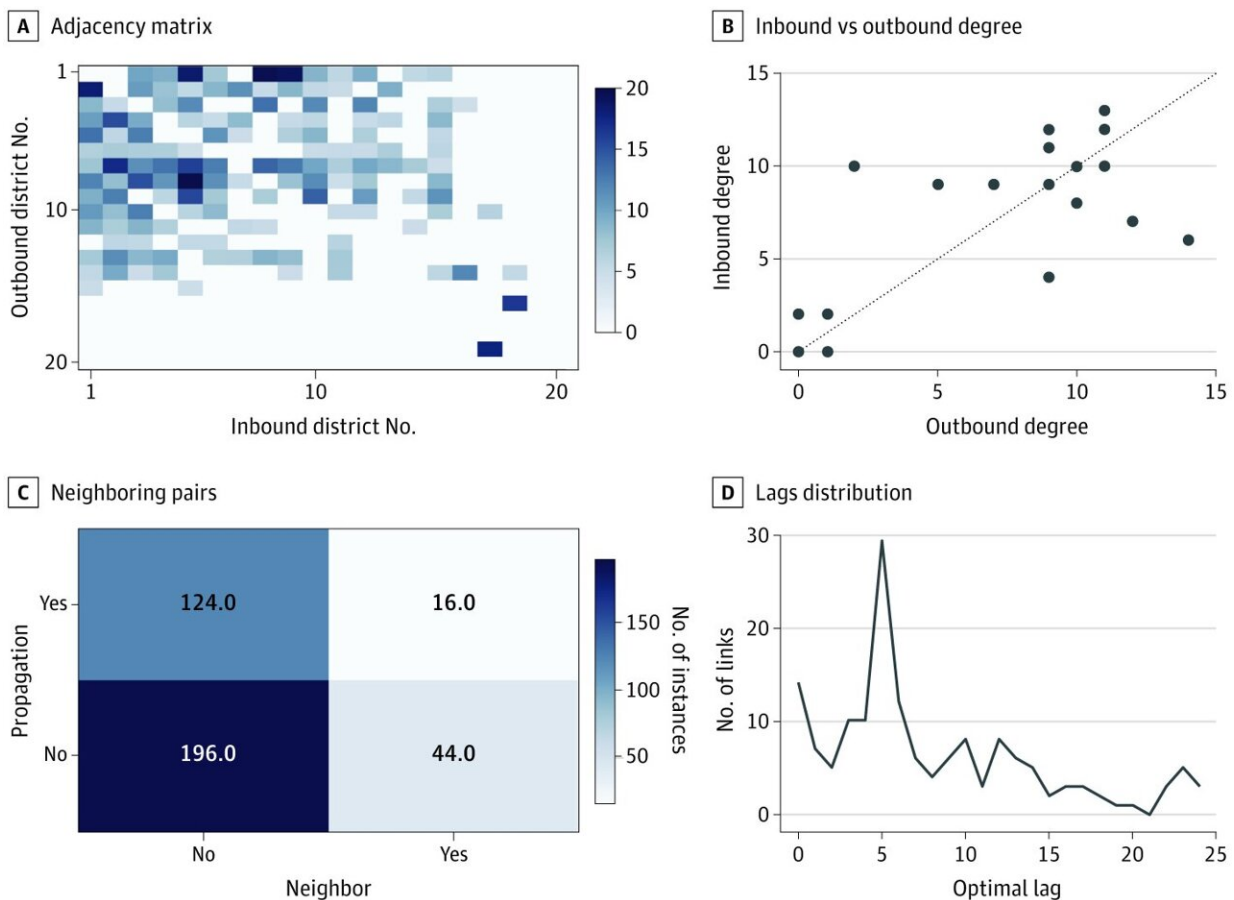 A Adjacency matrix
1
10
20
Outbound district No.
1
10
20
Inbound district No.
20
15
10
5
0
B Inbound vs outbound degree
15
10
5
0
Inbound degree
0
5
10
15
Outbound degree
C Neighboring pairs
Yes
No
Propagation
124.0
16.0
196.0
44.0
No
Yes
Neighbor
150
100
50
No. of instances
D Lags distribution
30
20
10
0
No. of links
0
5
10
15
20
25
Optimal lag